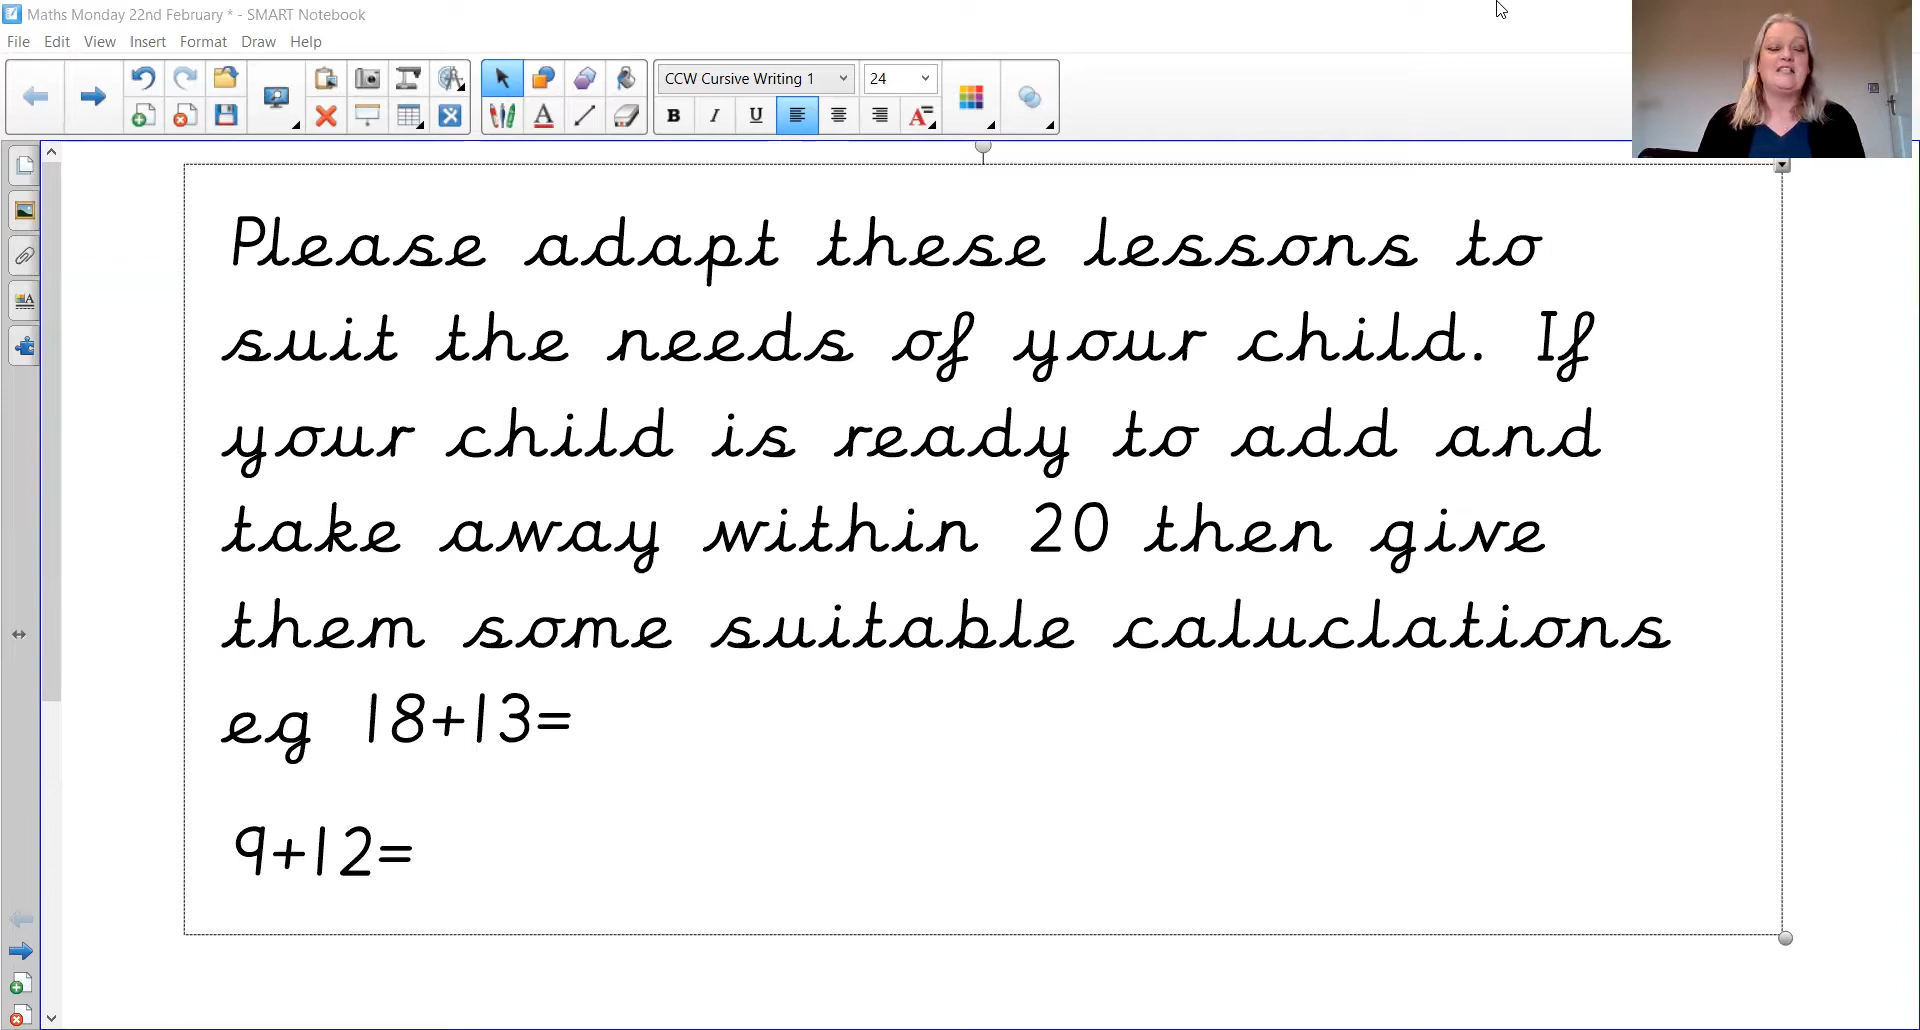 Maths Monday 22nd February * - SMART Notebook
File Edit View Insert Format Draw Help
CCW Cursive Writing 1 24
B I U A
Please adapt these lessons to
suit the needs of your child. If
your child is ready to add and
take away within 20 then give
them some suitable caluclations
eg 18+13=
9+12=